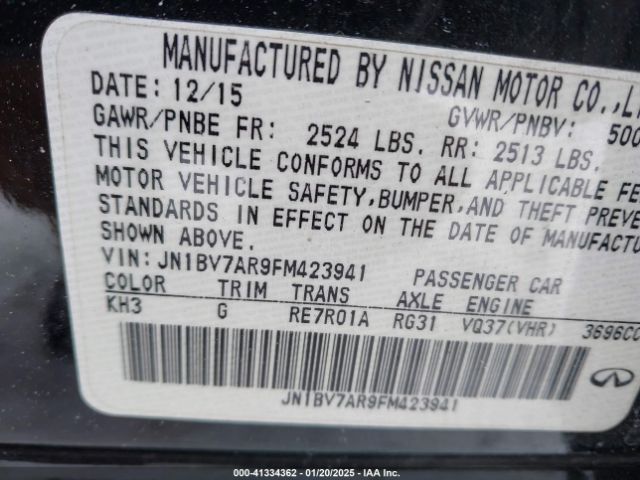 MANUFACTURED BY NISSAN MOTOR CO.,
DATE: 12/15 GVWR/PNBV:
GAWR/PNBE FR: 2524 LBS. RR: 2513 LBS.
THIS VEHICLE CONFORMS TO ALL APPLICABLE
MOTOR VEHICLE SAFETY,BUMPER,AND THEFT
STANDARDS IN EFFECT ON THE DATE OF
SHOWN ABOVE.
VIN: JN1BV7AR9FM423941 PASSENGER CAR
COLOR TRIM TRANS AXLE ENGINE
KH3 G RE7R01A RG31 VQ37(VHR) 3696CC
JN1BV7AR9FM423941
INFINITI
000-41334362 - 01/20/2025 - IAA Inc.